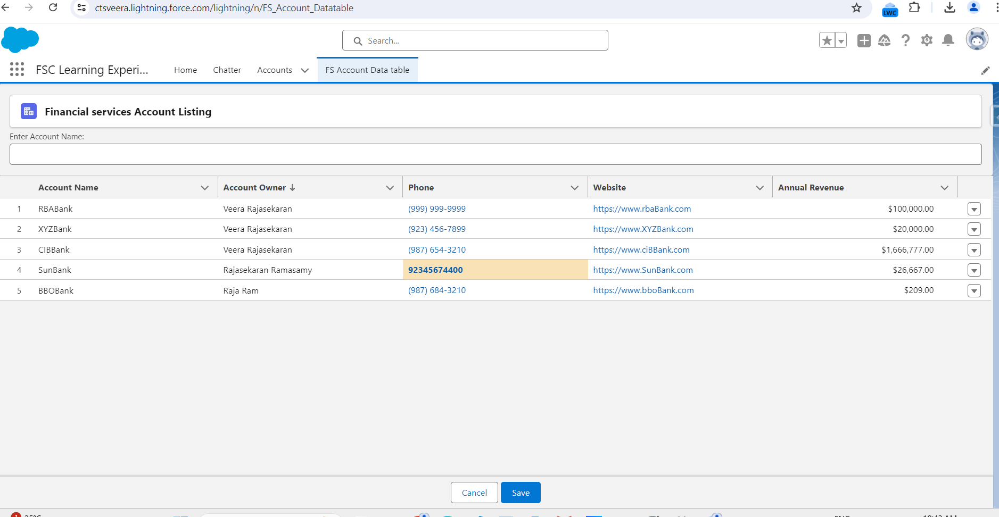 ctsveera.lightning.force.com/lightning/n/FS_Account_Datatable
LWC
Search...
FSC Learning Experi... Home Chatter Accounts FS Account Data table
Financial services Account Listing
Enter Account Name:
Account Name Account Owner Phone Website Annual Revenue
1 RBABank Veera Rajasekaran (999) 999-9999 https://www.rbaBank.com $100,000.00
2 XYZBank Veera Rajasekaran (923) 456-7899 https://www.XYZBank.com $20,000.00
3 CIBBank Veera Rajasekaran (987) 654-3210 https://www.ciBBank.com $1,666,777.00
4 SunBank Rajasekaran Ramasamy 92345674400 https://www.SunBank.com $26,667.00
5 BBOBank Raja Ram (987) 684-3210 https://www.bboBank.com $209.00
Cancel Save